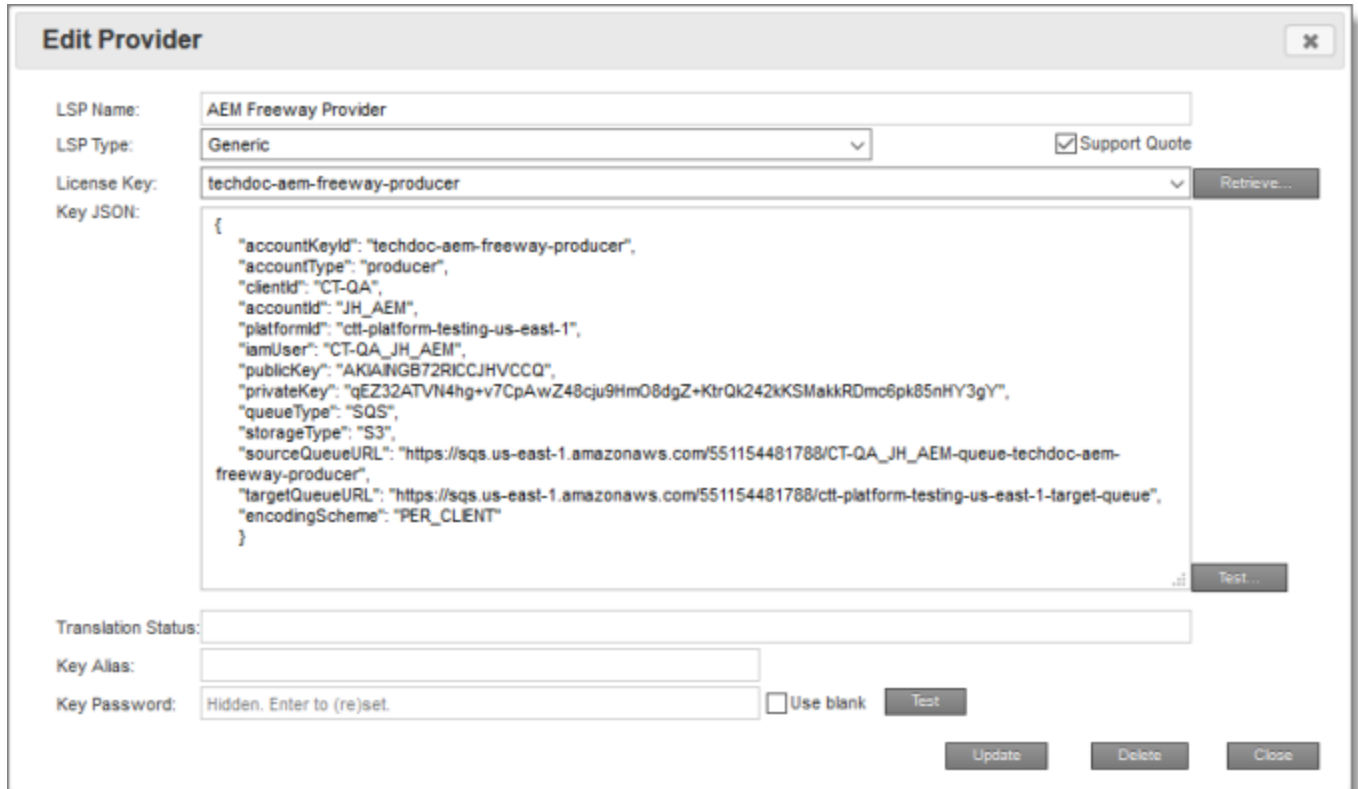 Edit Provider
LSP Name: AEM Freeway Provider
LSP Type: Generic Support Quote
License Key: techdoc-aem-freeway-producer Retrieve...
Key JSON:
{
"accountKeyId": "techdoc-aem-freeway-producer",
"accountType": "producer",
"clientId": "CT-QA",
"accountId": "JH_AEM",
"platformId": "ctt-platform-testing-us-east-1",
"iamUser": "CT-QA_JH_AEM",
"publicKey": "AKIAINGB72RICCJHVCCQ",
"privateKey": "qEZ32ATVN4hg+v7CpAwZ48cju9HmO8dgZ+KtrQk242kKSMakkRDmc6pk85nHY3gY",
"queueType": "SQS",
"storageType": "S3",
"sourceQueueURL": "https://sqs.us-east-1.amazonaws.com/551154481788/CT-QA_JH_AEM-queue-techdoc-aem-
freeway-producer",
"targetQueueURL": "https://sqs.us-east-1.amazonaws.com/551154481788/ctt-platform-testing-us-east-1-target-queue",
"encodingScheme": "PER_CLIENT"
}
Test...
Translation Status:
Key Alias:
Key Password: Hidden. Enter to (re)set. Use blank Test
Update Delete Close